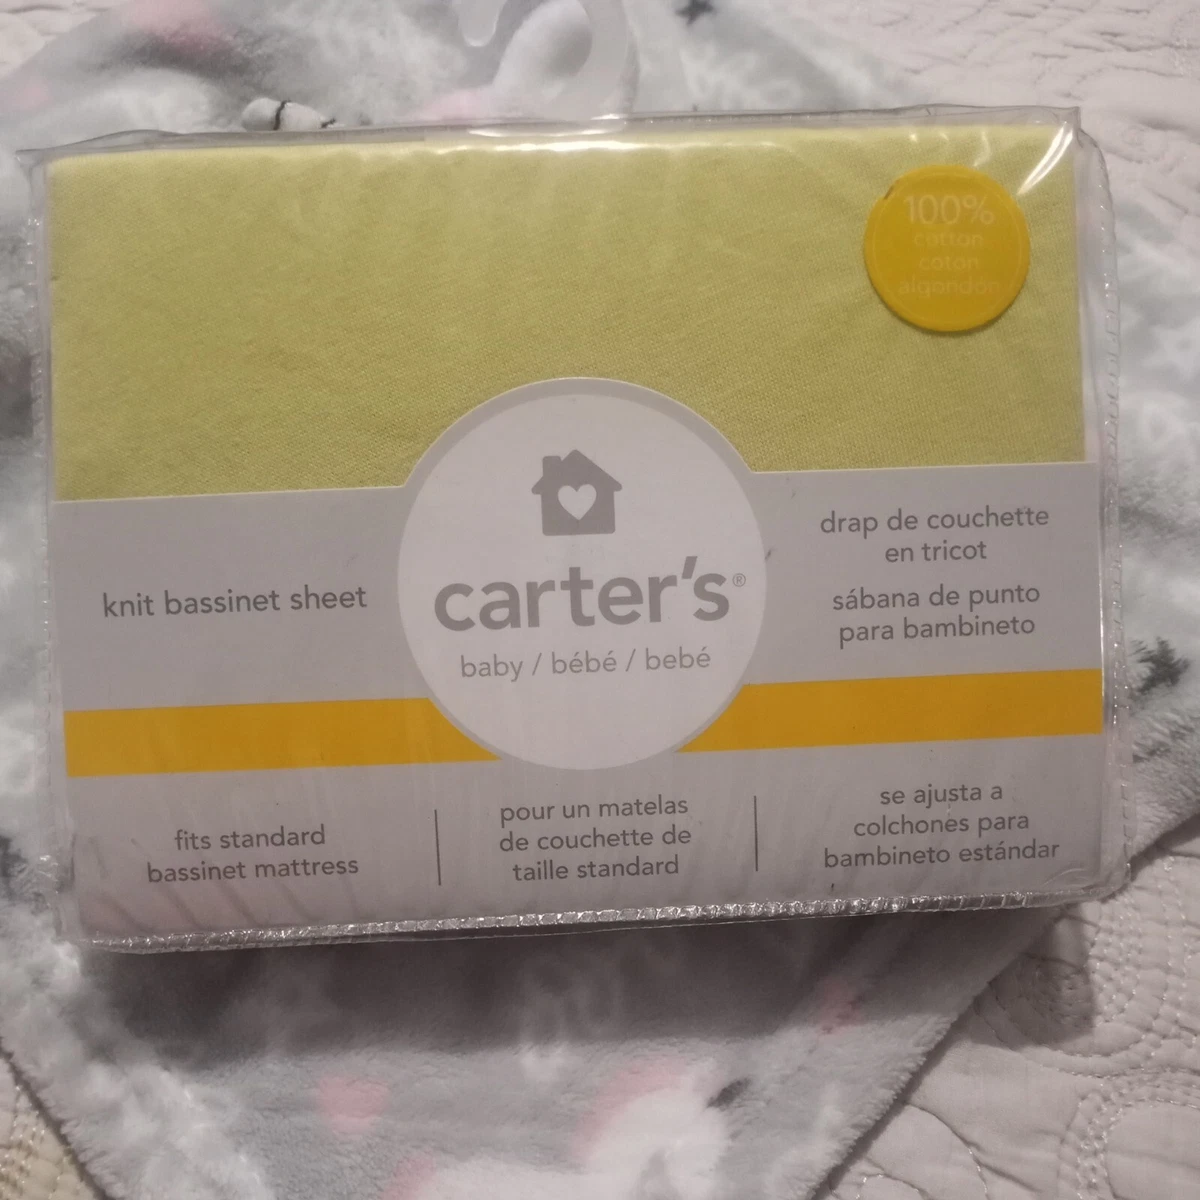 100%
cotton
coton
algondon
knit bassinet sheet
carter's®
baby / bébé / bebé
drap de couchette
en tricot
sábana de punto
para bambineto
fits standard
bassinet mattress
pour un matelas
de couchette de
taille standard
se ajusta a
colchones para
bambineto estándar